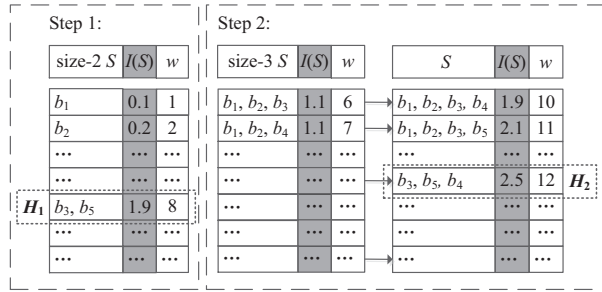 Step 1:
size-2 S I(S) w
b₁ 0.1 1
b₂ 0.2 2
... ... ...
... ... ...
H₁ b₃, b₅ 1.9 8
... ... ...
... ... ...
Step 2:
size-3 S I(S) w
b₁, b₂, b₃ 1.1 6
b₁, b₂, b₄ 1.1 7
... ... ...
... ... ...
... ... ...
... ... ...
... ... ...
S I(S) w
b₁, b₂, b₃, b₄ 1.9 10
b₁, b₂, b₃, b₅ 2.1 11
... ... ...
b₃, b₅, b₄ 2.5 12 H₂
... ... ...
... ... ...
... ... ...